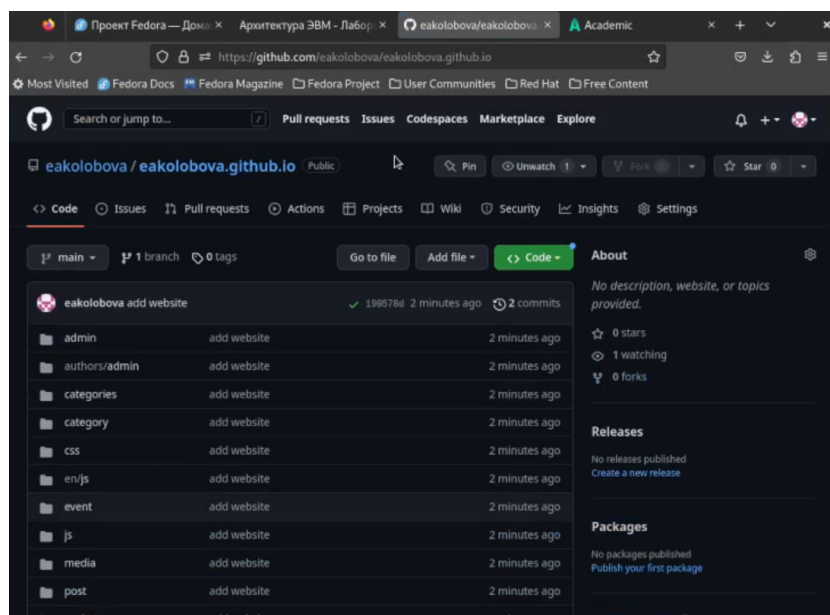 Проект Fedora — Дома
Архитектура ЭВМ - Лабор
eakolobova/eakolobova.
Academic
https://github.com/eakolobova/eakolobova.github.io
Most Visited Fedora Docs Fedora Magazine Fedora Project User Communities Red Hat Free Content
Search or jump to... / Pull requests Issues Codespaces Marketplace Explore
eakolobova / eakolobova.github.io Public Pin Unwatch 1 Fork Star 0
Code Issues Pull requests Actions Projects Wiki Security Insights Settings
main 1 branch 0 tags Go to file Add file Code
eakolobova add website 199578d 2 minutes ago 2 commits
admin add website 2 minutes ago
authors/admin add website 2 minutes ago
categories add website 2 minutes ago
category add website 2 minutes ago
css add website 2 minutes ago
en/js add website 2 minutes ago
event add website 2 minutes ago
js add website 2 minutes ago
media add website 2 minutes ago
post add website 2 minutes ago
About
No description, website, or topics
provided.
0 stars
1 watching
0 forks
Releases
No releases published
Create a new release
Packages
No packages published
Publish your first package